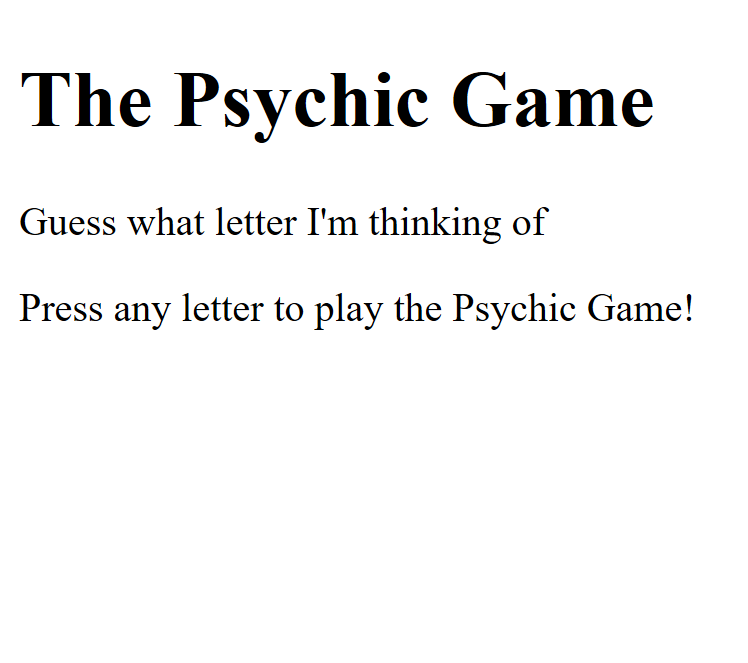 The Psychic Game
Guess what letter I'm thinking of
Press any letter to play the Psychic Game!